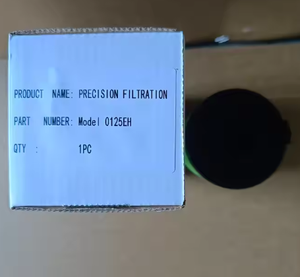 PRODUCT NAME: PRECISION FILTRATION
PART NUMBER: Model 0125EH
QTY : 1PC